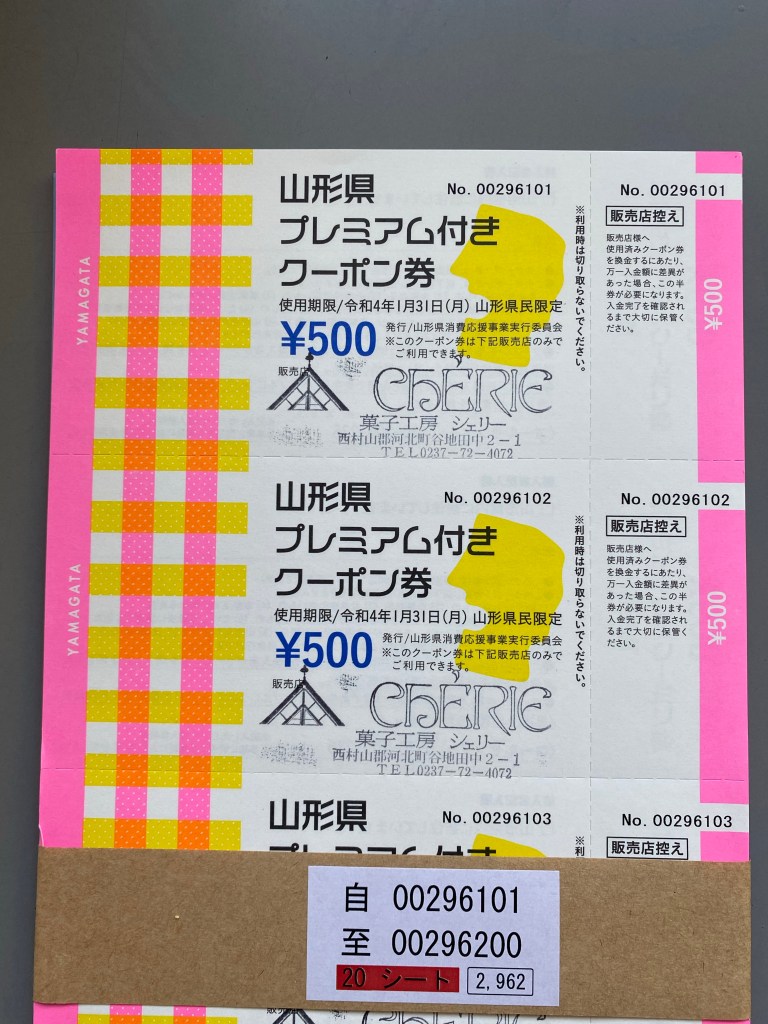 YAMAGATA
山形県
No. 00296101
プレミアム付き
クーポン券
使用期限/令和4年1月31日(月) 山形県民限定
¥500
発行/山形県消費応援事業実行委員会
※このクーポン券は下記販売店のみで
ご利用できます。
販売店
CHÉRIE
菓子工房 シェリー
西村山郡河北町谷地田中2-1
TEL0237-72-4072
※利用時は切り取らないでください。
No. 00296101
販売店控え
販売店様へ
使用済みクーポン券
を換金するにあたり、
万一入金額に差異が
あった場合、この半
券が必要になります。
入金完了を確認され
るまで大切に保管く
ださい。
¥500
YAMAGATA
山形県
No. 00296102
プレミアム付き
クーポン券
使用期限/令和4年1月31日(月) 山形県民限定
¥500
発行/山形県消費応援事業実行委員会
※このクーポン券は下記販売店のみで
ご利用できます。
販売店
CHÉRIE
菓子工房 シェリー
西村山郡河北町谷地田中2-1
TEL0237-72-4072
※利用時は切り取らないでください。
No. 00296102
販売店控え
販売店様へ
使用済みクーポン券
を換金するにあたり、
万一入金額に差異が
あった場合、この半
券が必要になります。
入金完了を確認され
るまで大切に保管く
ださい。
¥500
山形県
No. 00296103
プレミアム付き
※利
No. 00296103
販売店控え
自 00296101
至 00296200
20 シート
2,962